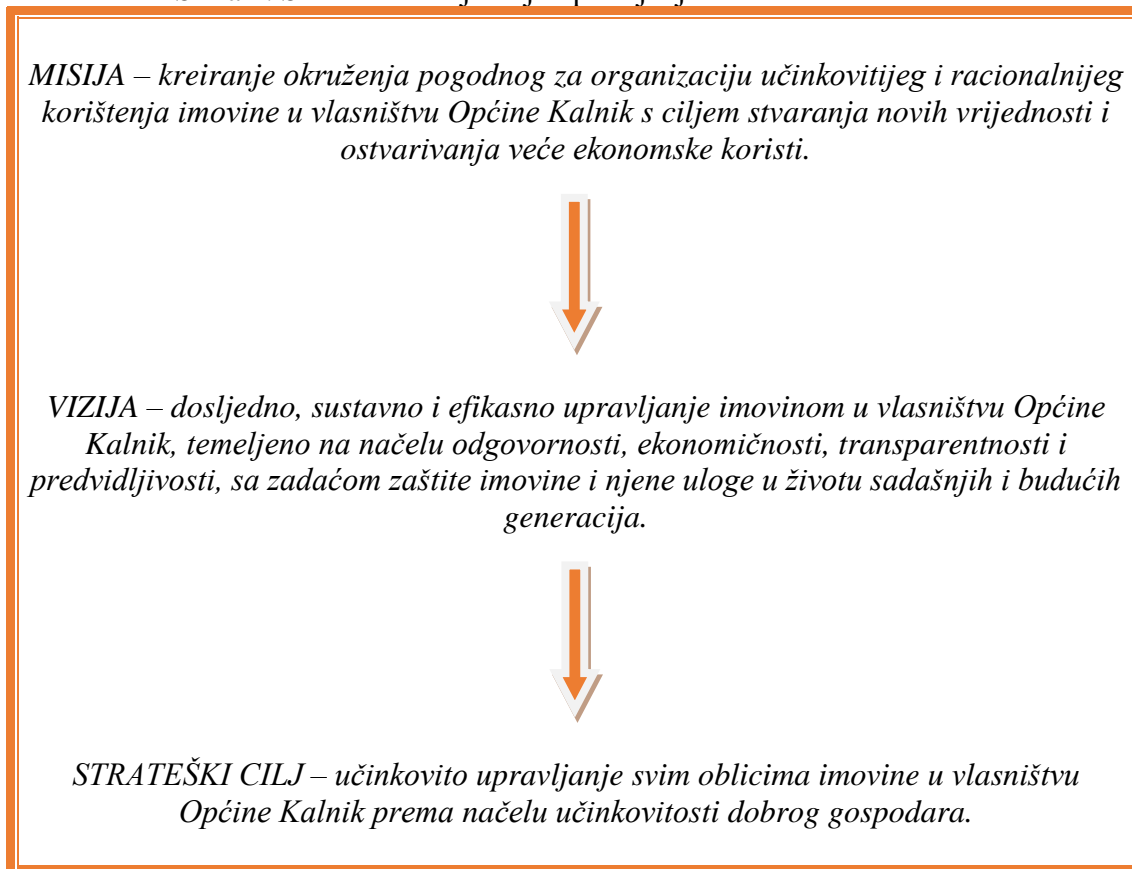 MISIJA – kreiranje okruženja pogodnog za organizaciju učinkovitijeg i racionalnijeg
korištenja imovine u vlasništvu Općine Kalnik s ciljem stvaranja novih vrijednosti i
ostvarivanja veće ekonomske koristi.
VIZIJA – dosljedno, sustavno i efikasno upravljanje imovinom u vlasništvu Općine
Kalnik, temeljeno na načelu odgovornosti, ekonomičnosti, transparentnosti i
predvidljivosti, sa zadaćom zaštite imovine i njene uloge u životu sadašnjih i budućih
generacija.
STRATEŠKI CILJ – učinkovito upravljanje svim oblicima imovine u vlasništvu
Općine Kalnik prema načelu učinkovitosti dobrog gospodara.